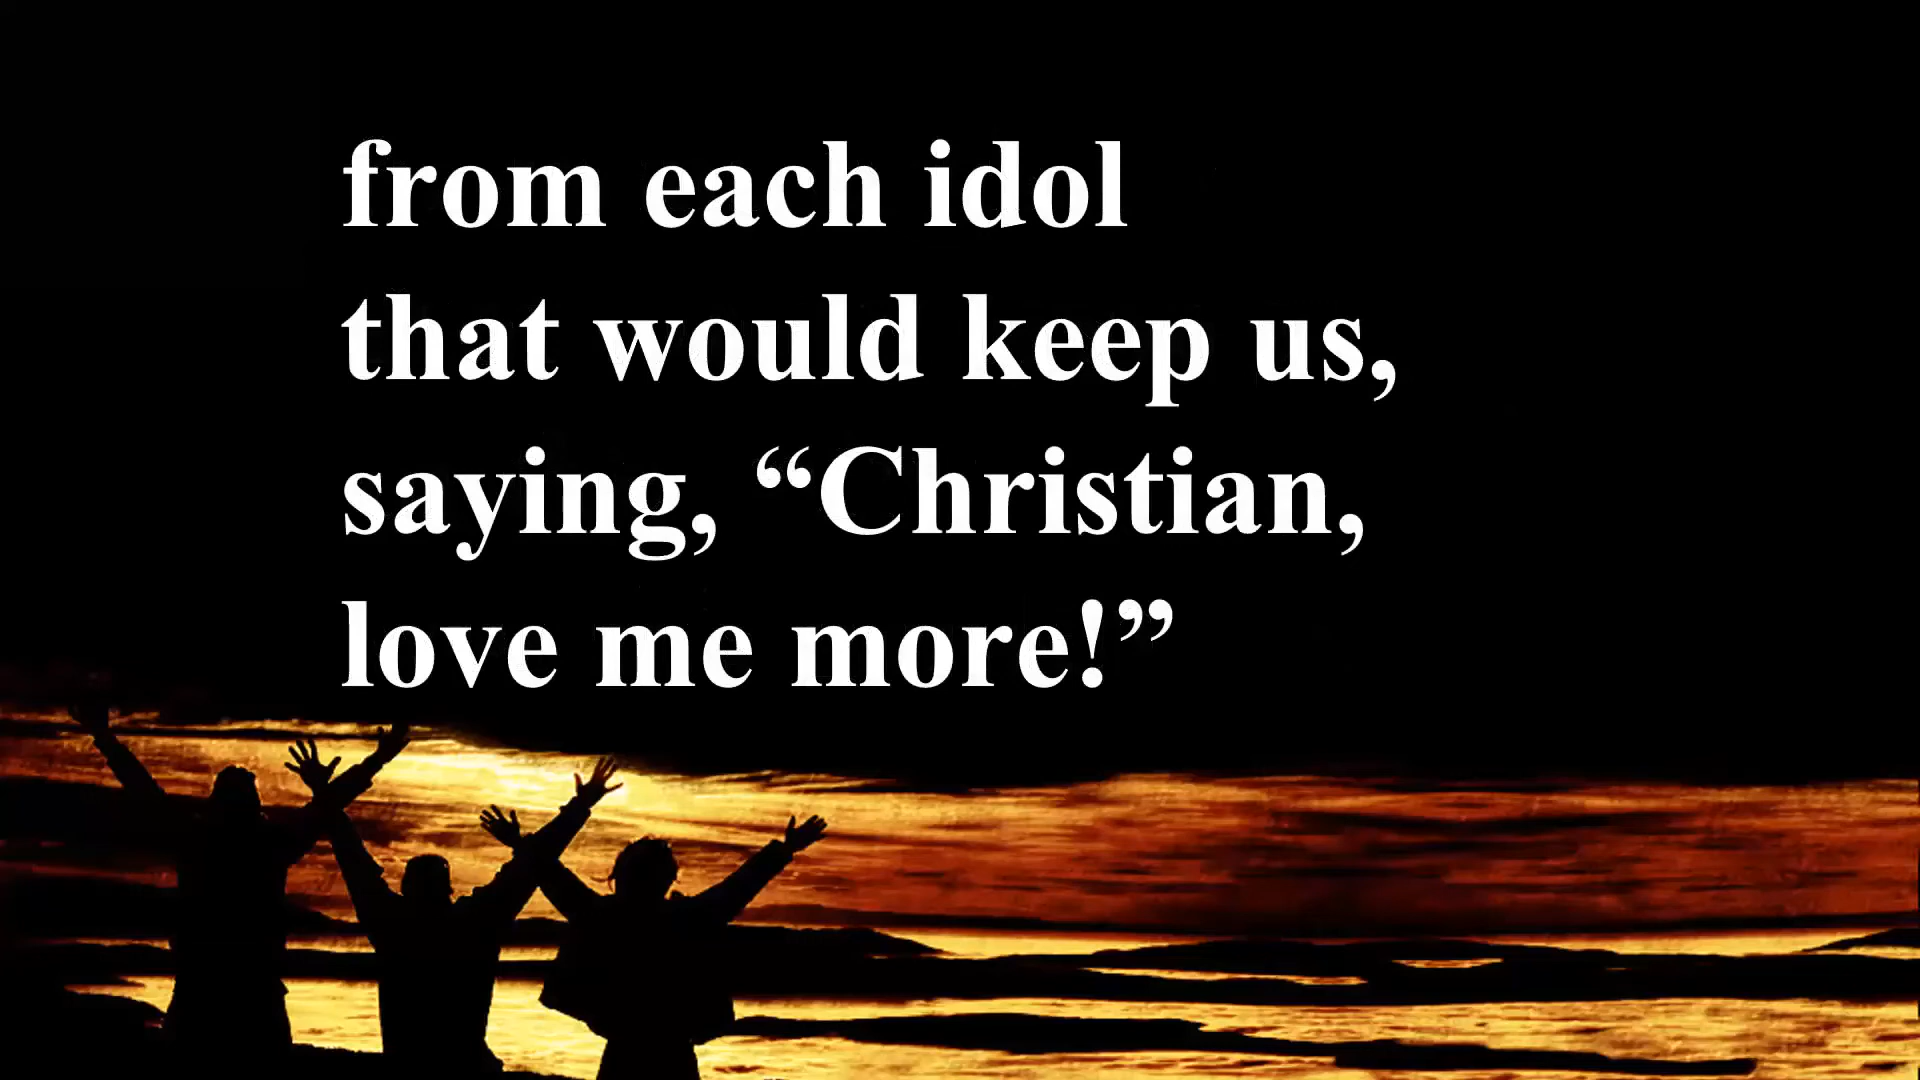 from each idol
that would keep us,
saying, “Christian,
love me more!”